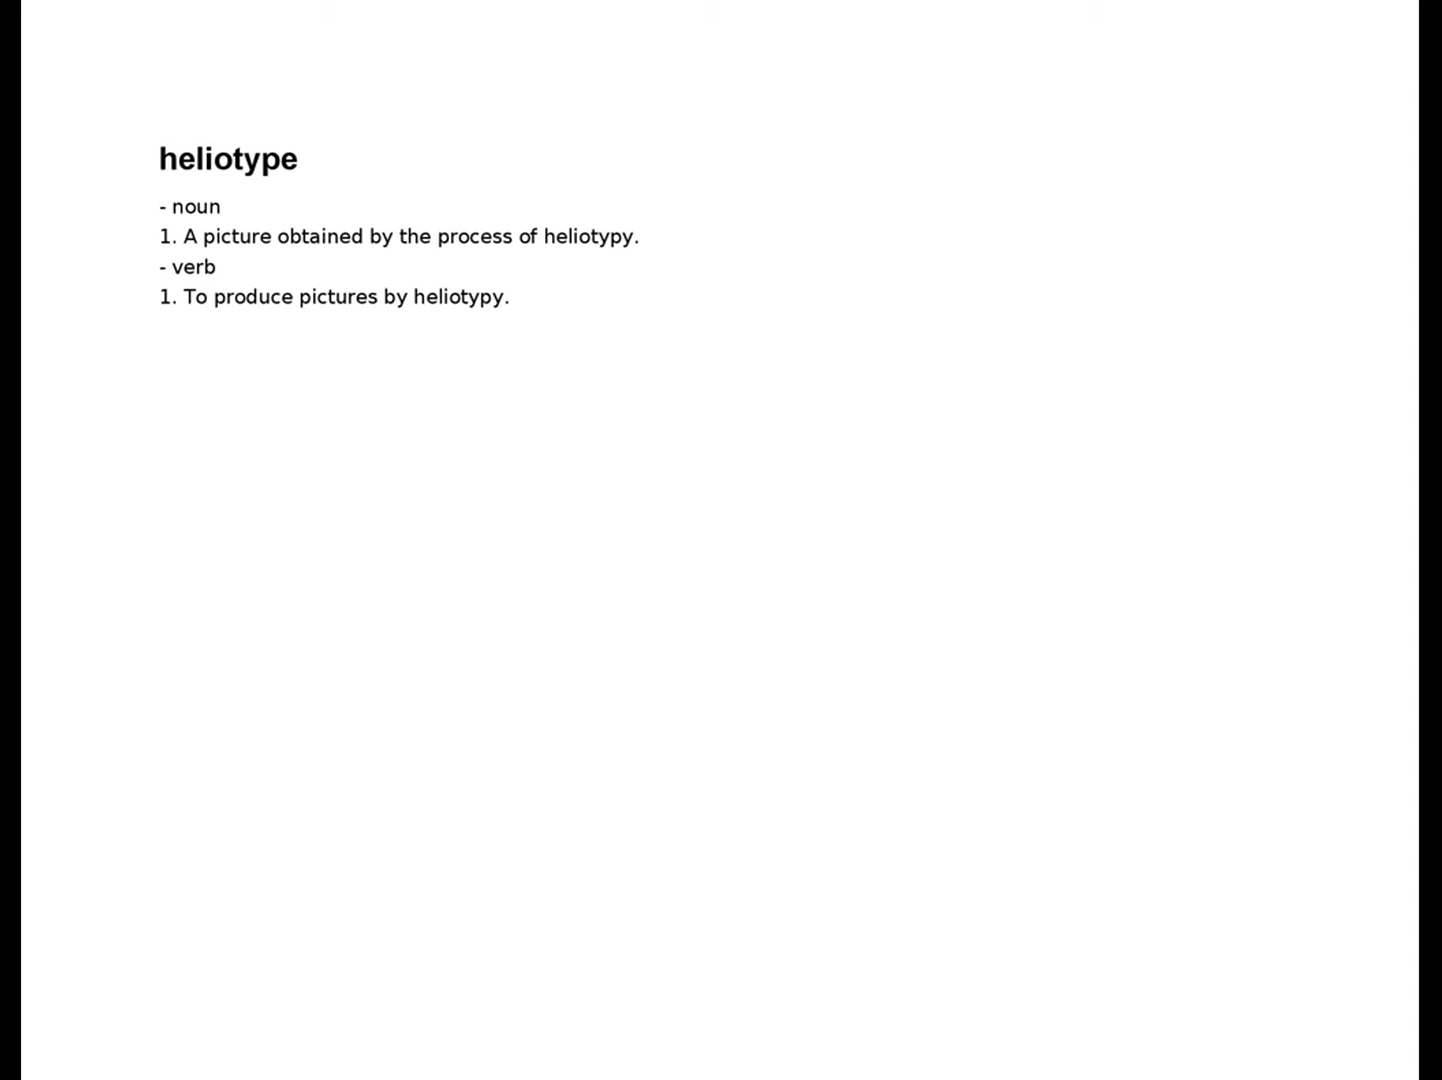 heliotype
- noun
1. A picture obtained by the process of heliotypy.
- verb
1. To produce pictures by heliotypy.